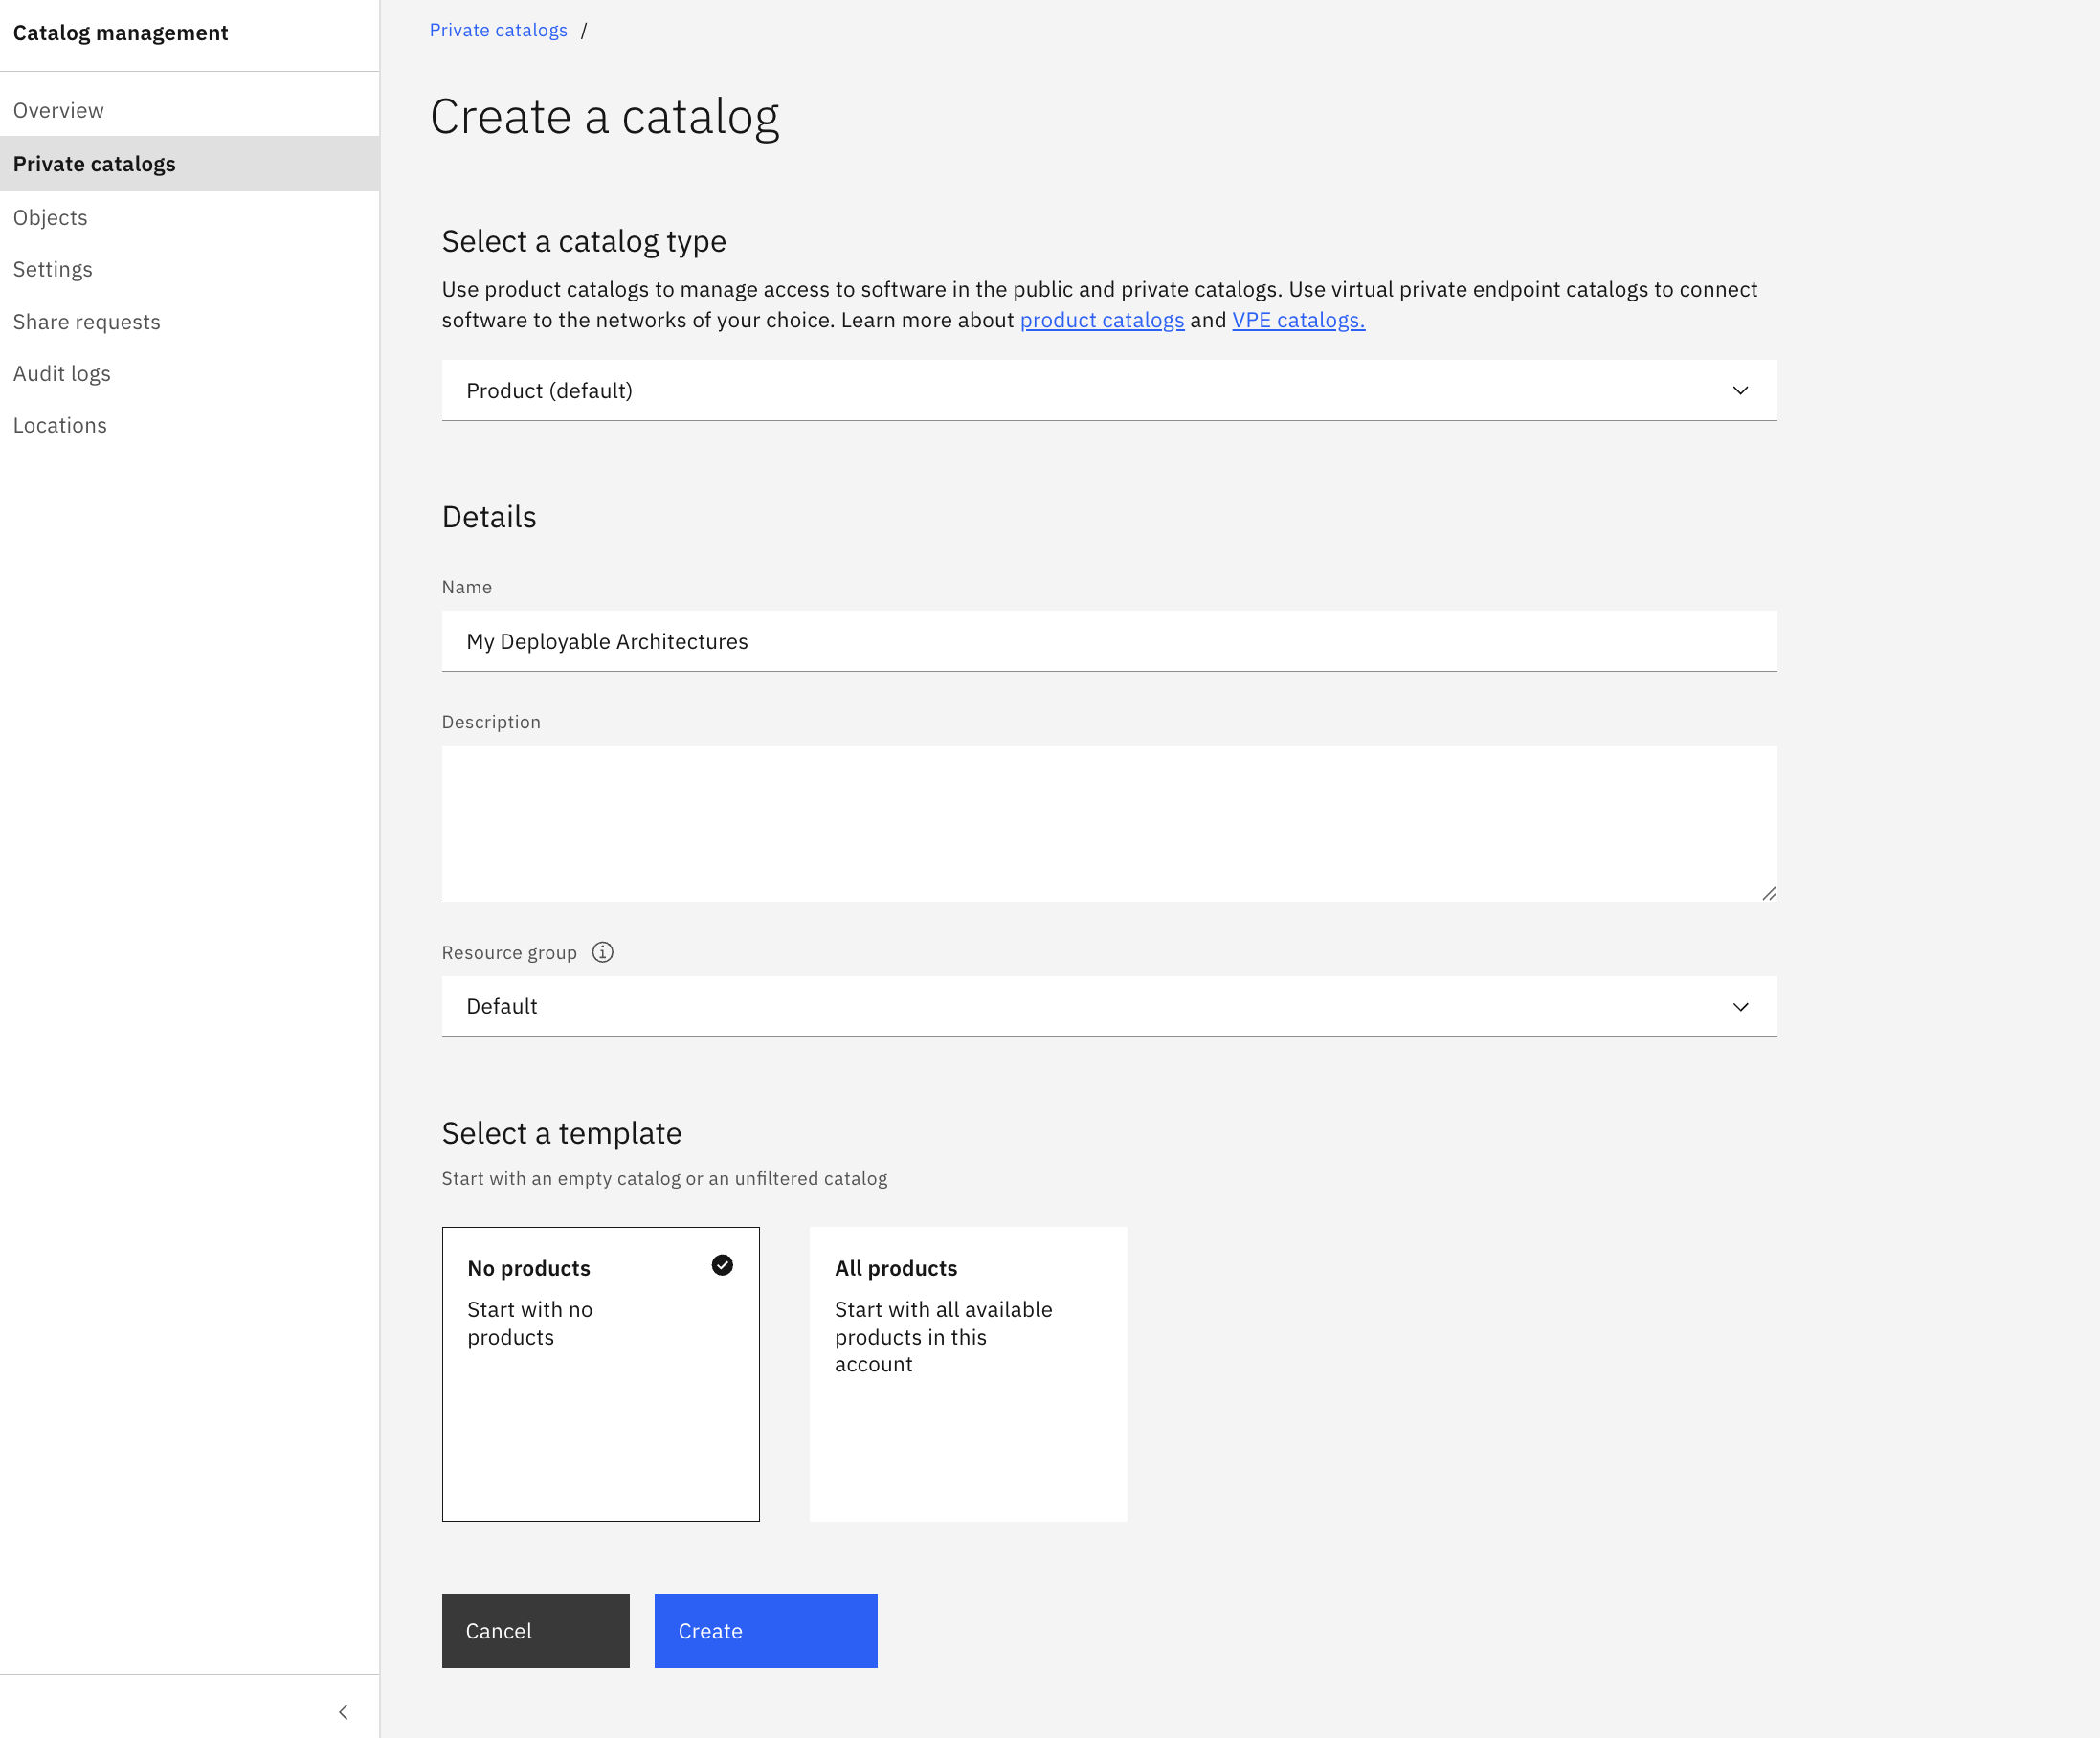 Catalog management
Overview
Private catalogs
Objects
Settings
Share requests
Audit logs
Locations
Private catalogs /
Create a catalog
Select a catalog type
Use product catalogs to manage access to software in the public and private catalogs. Use virtual private endpoint catalogs to connect
software to the networks of your choice. Learn more about product catalogs and VPE catalogs.
Product (default)
Details
Name
My Deployable Architectures
Description
Resource group
Default
Select a template
Start with an empty catalog or an unfiltered catalog
No products
Start with no
products
All products
Start with all available
products in this
account
Cancel
Create